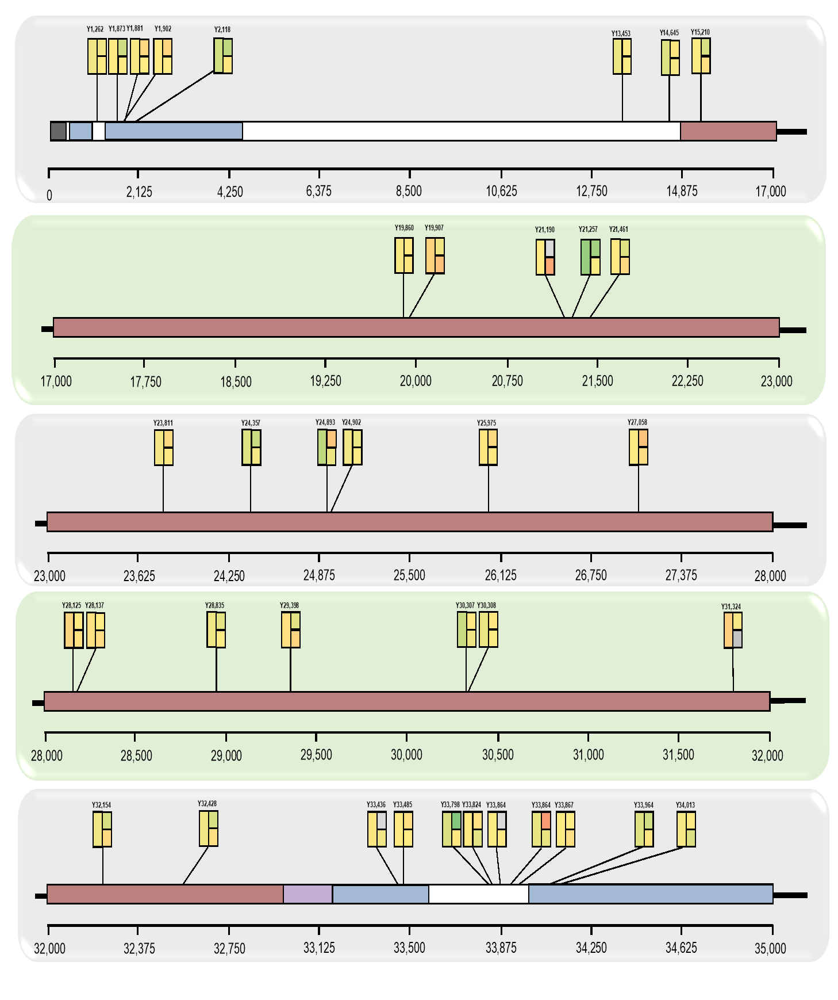 Y1,262 Y1,873 Y1,881 Y1,902 Y2,118 Y13,453 Y14,645 Y15,210
0 2,125 4,250 6,375 8,500 10,625 12,750 14,875 17,000
Y19,860 Y19,907 Y21,190 Y21,257 Y21,461
17,000 17,750 18,500 19,250 20,000 20,750 21,500 22,250 23,000
Y23,811 Y24,357 Y24,893 Y24,902 Y25,975 Y27,058
23,000 23,625 24,250 24,875 25,500 26,125 26,750 27,375 28,000
Y28,125 Y28,137 Y28,835 Y29,398 Y30,307 Y30,308 Y31,324
28,000 28,500 29,000 29,500 30,000 30,500 31,000 31,500 32,000
Y32,154 Y32,428 Y33,436 Y33,485 Y33,798 Y33,824 Y33,864 Y33,864 Y33,867 Y33,964 Y34,013
32,000 32,375 32,750 33,125 33,500 33,875 34,250 34,625 35,000